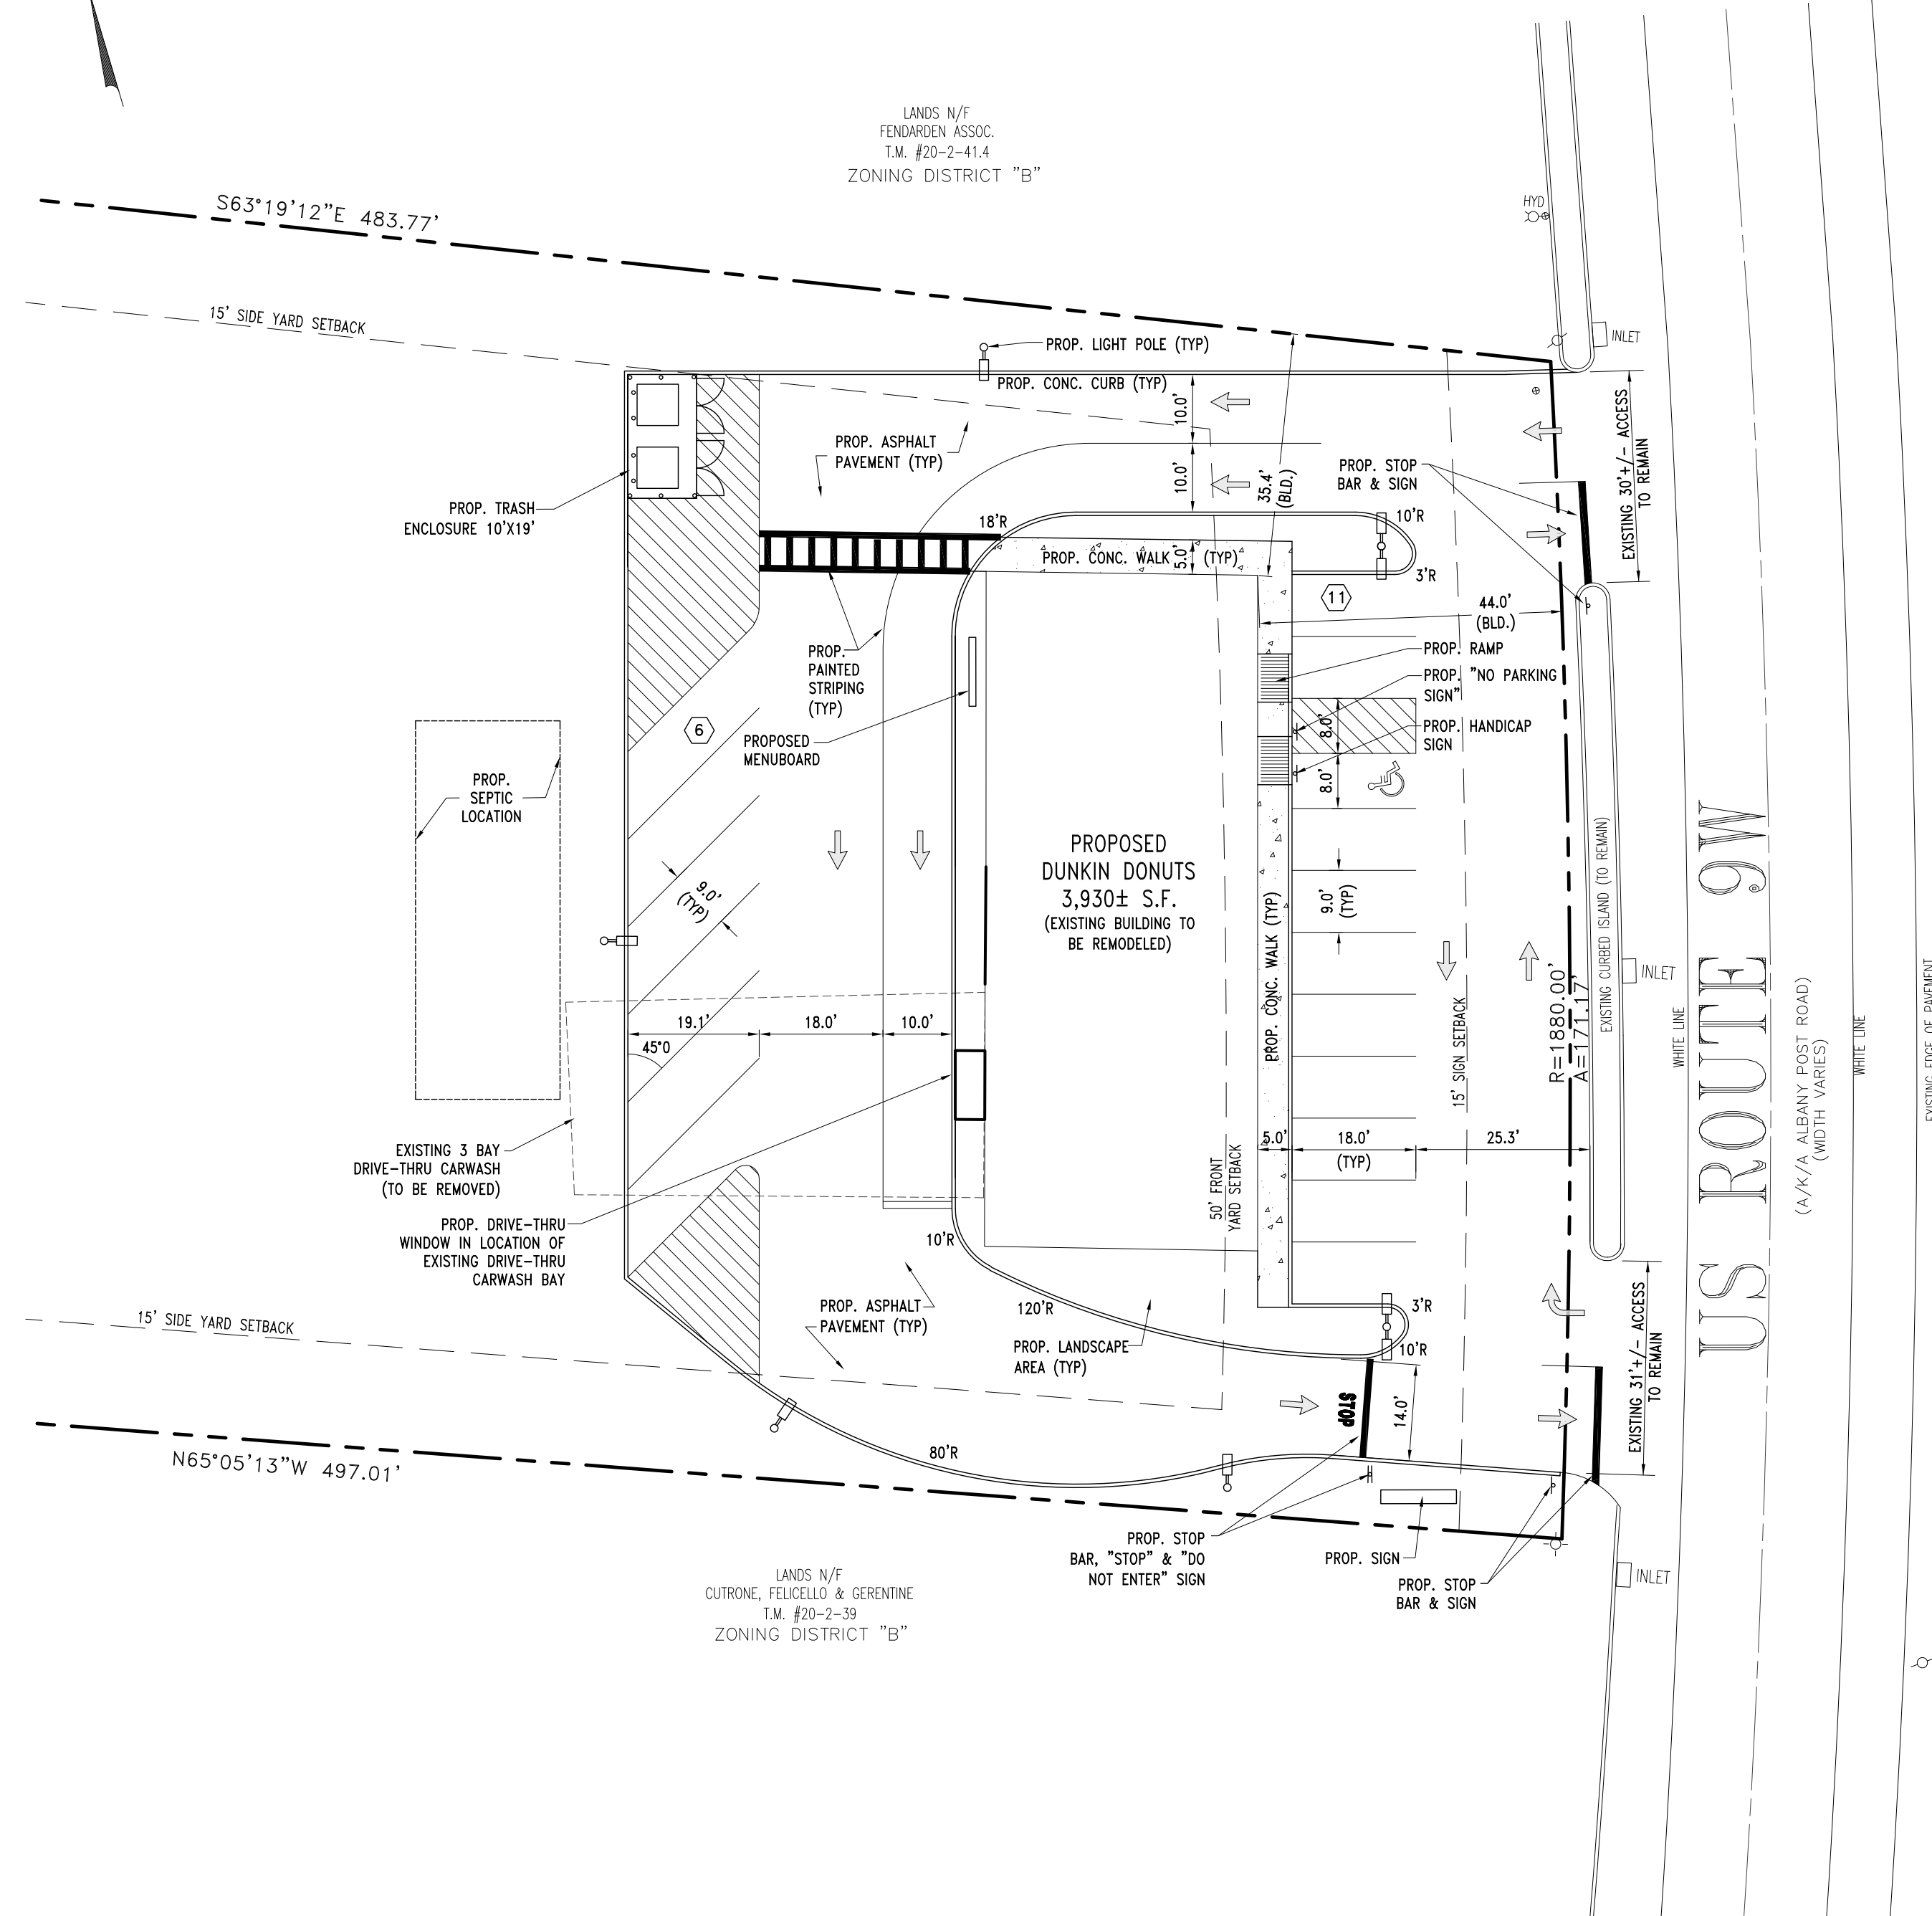 LANDS N/F
FENDARDEN ASSOC.
T.M. #20-2-41.4
ZONING DISTRICT "B"
S63°19'12"E 483.77'
HYD
15' SIDE YARD SETBACK
INLET
PROP. LIGHT POLE (TYP)
PROP. CONC. CURB (TYP)
10.0'
10.0'
35.4'
(BLD.)
EXISTING 30'+/- ACCESS
TO REMAIN
PROP. ASPHALT
PAVEMENT (TYP)
PROP. STOP
BAR & SIGN
PROP. TRASH
ENCLOSURE 10'X19'
18'R
10'R
PROP. CONC. WALK (TYP)
5.0'
3'R
11
44.0'
(BLD.)
PROP.
PAINTED
STRIPING
(TYP)
PROP. RAMP
PROP. "NO PARKING
SIGN"
PROP. HANDICAP
SIGN
8.0'
8.0'
6
PROPOSED
MENUBOARD
PROP.
SEPTIC
LOCATION
PROPOSED
DUNKIN DONUTS
3,930± S.F.
(EXISTING BUILDING TO
BE REMODELED)
9.0'
(TYP)
9.0'
(TYP)
PROP. CONC. WALK (TYP)
EXISTING CURBED ISLAND (TO REMAIN)
US ROUTE 9W
(A/K/A ALBANY POST ROAD)
(WIDTH VARIES)
WHITE LINE
WHITE LINE
EXISTING EDGE OF PAVEMENT
INLET
R=1880.00'
A=171.17'
15' SIGN SETBACK
19.1'
18.0'
10.0'
45°0
5.0'
18.0'
(TYP)
25.3'
50' FRONT
YARD SETBACK
EXISTING 3 BAY
DRIVE-THRU CARWASH
(TO BE REMOVED)
PROP. DRIVE-THRU
WINDOW IN LOCATION OF
EXISTING DRIVE-THRU
CARWASH BAY
10'R
15' SIDE YARD SETBACK
PROP. ASPHALT
PAVEMENT (TYP)
120'R
PROP. LANDSCAPE
AREA (TYP)
3'R
10'R
EXISTING 31'+/- ACCESS
TO REMAIN
STOP
14.0'
80'R
N65°05'13"W 497.01'
PROP. STOP
BAR, "STOP" & "DO
NOT ENTER" SIGN
PROP. SIGN
PROP. STOP
BAR & SIGN
INLET
LANDS N/F
CUTRONE, FELICELLO & GERENTINE
T.M. #20-2-39
ZONING DISTRICT "B"